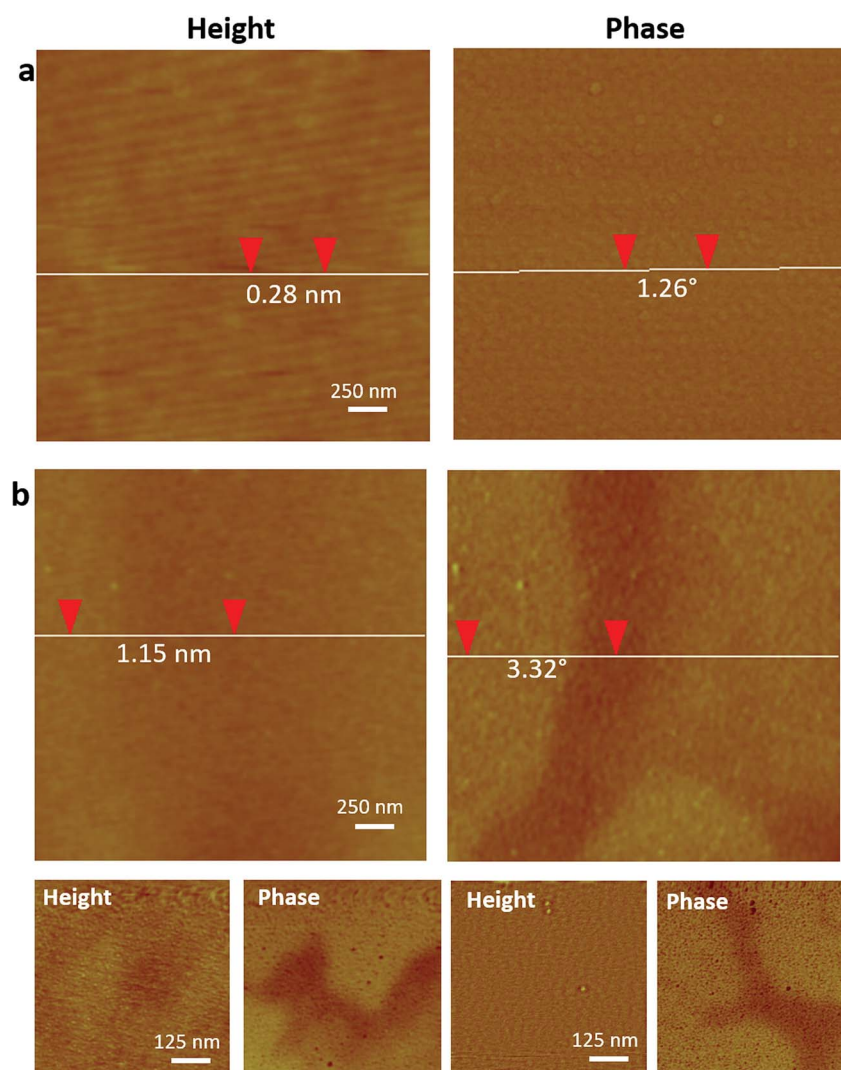 Height
Phase
a
0.28 nm
250 nm
1.26°
b
1.15 nm
250 nm
3.32°
Height
125 nm
Phase
Height
125 nm
Phase